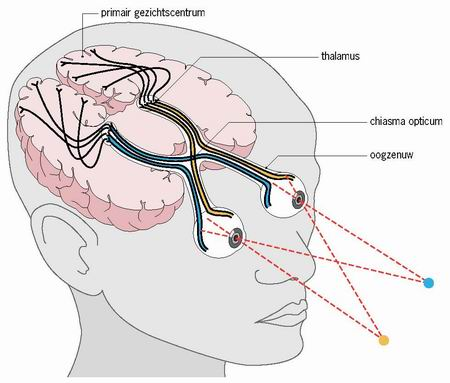 primair gezichtscentrum
thalamus
chiasma opticum
oogzenuw